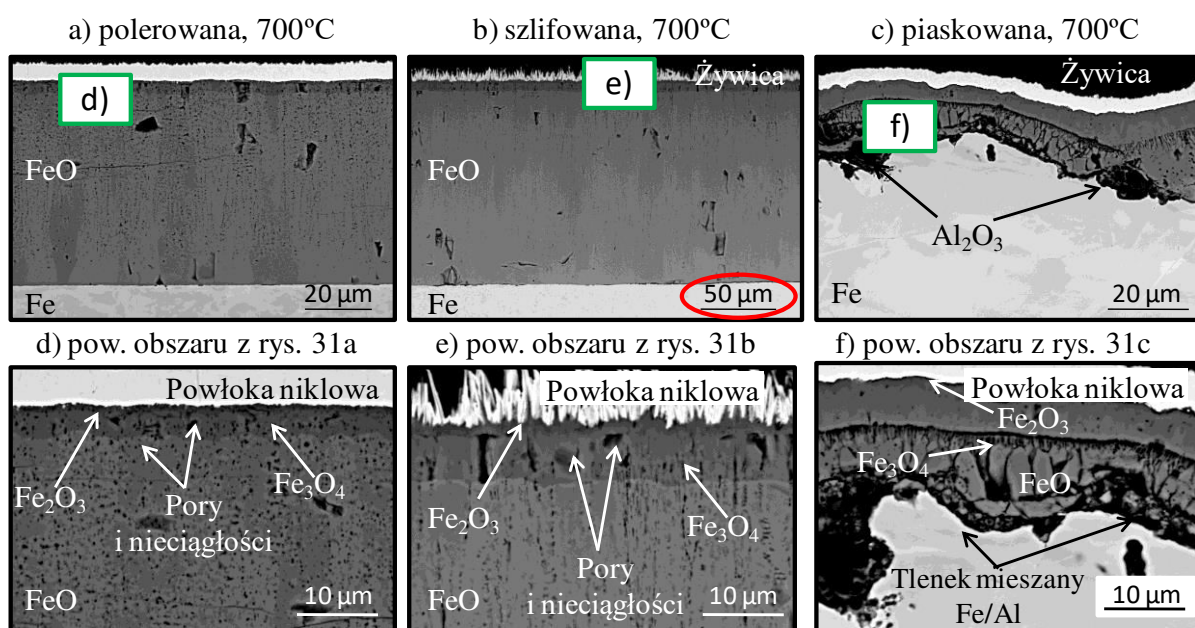 a) polerowana, 700ºC
b) szlifowana, 700ºC
c) piaskowana, 700ºC
d)
FeO
Fe
20 µm
e)
Żywica
FeO
Fe
50 µm
Żywica
f)
Al₂O₃
Fe
20 µm
d) pow. obszaru z rys. 31a
e) pow. obszaru z rys. 31b
f) pow. obszaru z rys. 31c
Powłoka niklowa
Fe₂O₃
Fe₃O₄
Pory
i nieciągłości
FeO
10 µm
Powłoka niklowa
Fe₂O₃
Fe₃O₄
Pory
i nieciągłości
FeO
10 µm
Powłoka niklowa
Fe₂O₃
Fe₃O₄
FeO
Tlenek mieszany
Fe/Al
10 µm